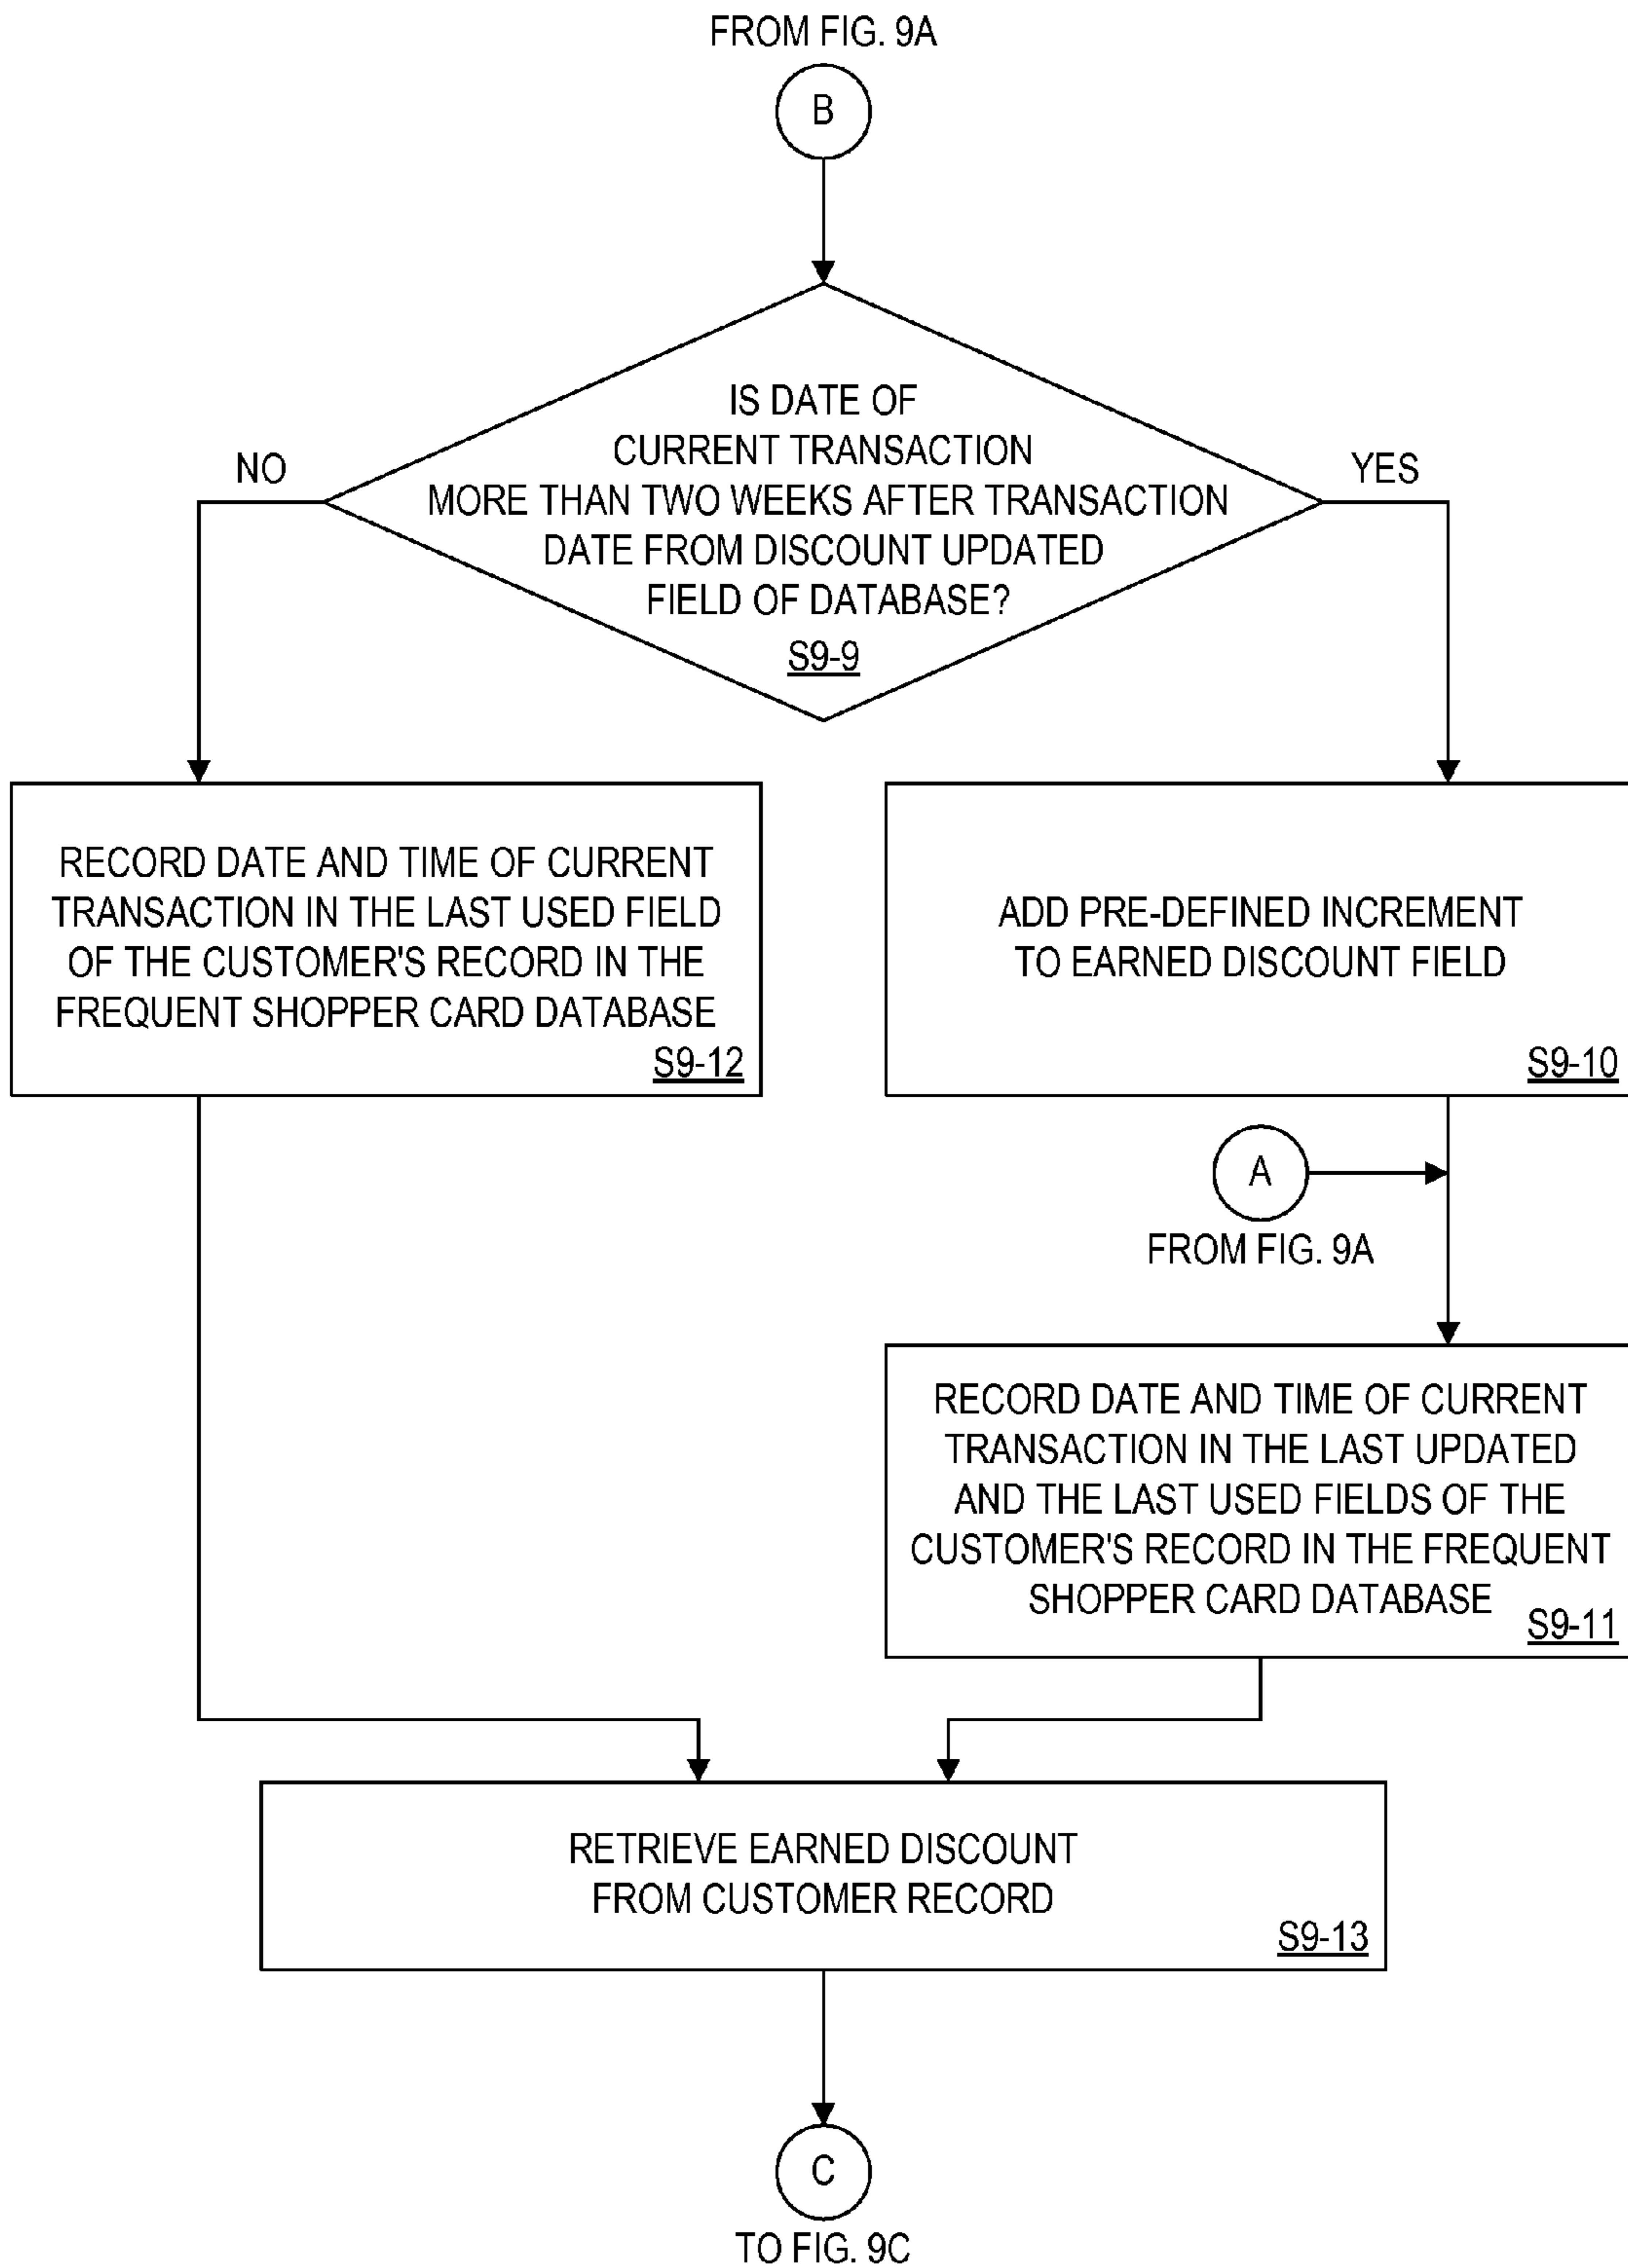 FROM FIG. 9A
B
IS DATE OF
CURRENT TRANSACTION
MORE THAN TWO WEEKS AFTER TRANSACTION
DATE FROM DISCOUNT UPDATED
FIELD OF DATABASE?
S9-9
NO
YES
RECORD DATE AND TIME OF CURRENT
TRANSACTION IN THE LAST USED FIELD
OF THE CUSTOMER'S RECORD IN THE
FREQUENT SHOPPER CARD DATABASE
S9-12
ADD PRE-DEFINED INCREMENT
TO EARNED DISCOUNT FIELD
S9-10
A
FROM FIG. 9A
RECORD DATE AND TIME OF CURRENT
TRANSACTION IN THE LAST UPDATED
AND THE LAST USED FIELDS OF THE
CUSTOMER'S RECORD IN THE FREQUENT
SHOPPER CARD DATABASE
S9-11
RETRIEVE EARNED DISCOUNT
FROM CUSTOMER RECORD
S9-13
C
TO FIG. 9C